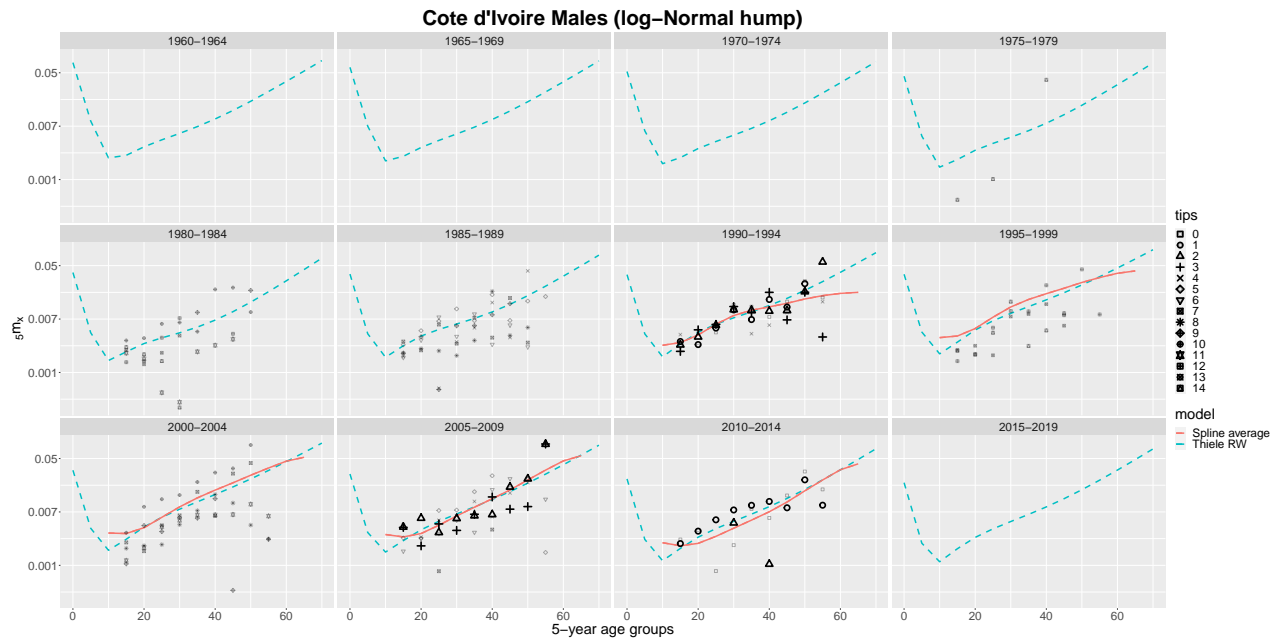 Cote d'Ivoire Males (log−Normal hump)
1960−1964 1965−1969 1970−1974 1975−1979
0.05
0.007
0.001
1980−1984 1985−1989 1990−1994 1995−1999
0.05
0.007
0.001
2000−2004 2005−2009 2010−2014 2015−2019
0.05
0.007
0.001
0 20 40 60 0 20 40 60 0 20 40 60 0 20 40 60
5-year age groups
5mx
tips
0
1
2
3
4
5
6
7
8
9
10
11
12
13
14
model
Spline average
Thiele RW